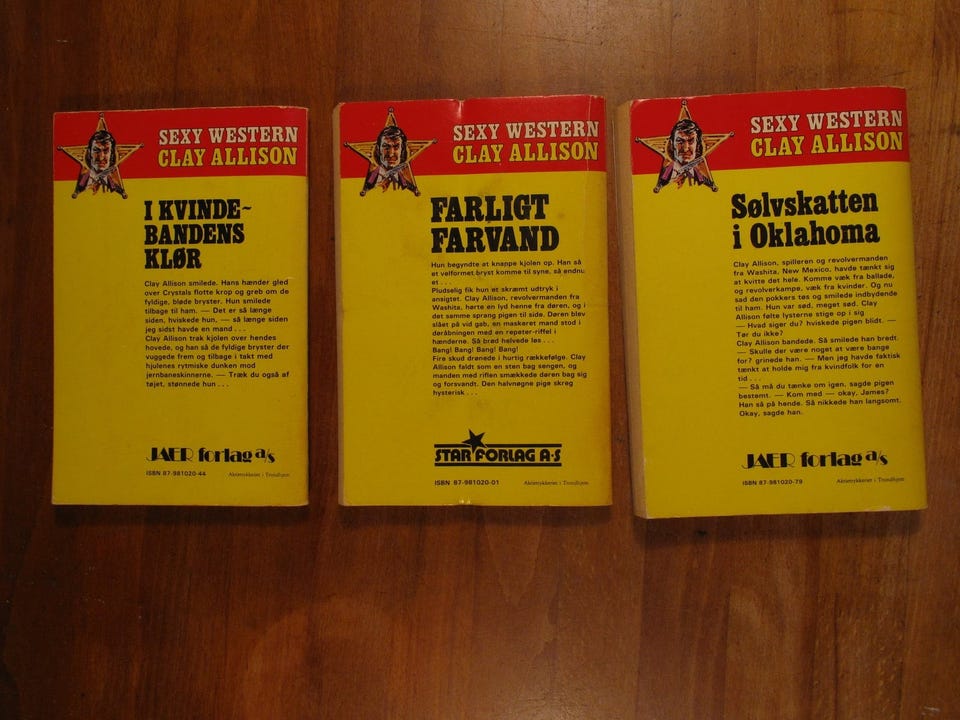 SEXY WESTERN
CLAY ALLISON
I KVINDE-
BANDENS
KLØR
Clay Allison smilede. Hans hænder gled
over Crystals flotte krop og greb om de
fyldige, bløde bryster. Hun smilede
tilbage til ham. — Det er så længe
siden, hviskede hun, — så længe siden
jeg sidst havde en mand . . .
Clay Allison trak kjolen over hendes
hovede, og han så de fyldige bryster der
vuggede frem og tilbage i takt med
hjulenes rytmiske dunken mod
jernbaneskinnerne. — Træk du også af
tøjet, stønnede hun . . .
JAER forlag a/s
ISBN 87-981020-44
Aktietrykkeriet i Trondhjem
SEXY WESTERN
CLAY ALLISON
FARLIGT
FARVAND
Hun begyndte at knappe kjolen op. Han så
et velformet bryst komme til syne, så endnu
et . . .
Pludselig fik hun et skræmt udtryk i
ansigtet. Clay Allison, revolvermanden fra
Washita, hørte en lyd henne fra døren, og i
det samme sprang pigen til side. Døren blev
slået på vid gab, en maskeret mand stod i
døråbningen med en repeter-riffel i
hænderne. Så brød helvede løs . . .
Bang! Bang! Bang! Bang!
Fire skud drønede i hurtig rækkefølge. Clay
Allison faldt som en sten bag sengen, og
manden med riflen smækkede døren bag sig
og forsvandt. Den halvnøgne pige skreg
hysterisk . . .
STAR FORLAG A·S
ISBN 87-981020-01
Aktietrykkeriet i Trondhjem
SEXY WESTERN
CLAY ALLISON
Sølvskatten
i Oklahoma
Clay Allison, spilleren og revolvermanden
fra Washita, New Mexico, havde tænkt sig
at kvitte det hele. Komme væk fra ballade,
og revolverkampe, væk fra kvinder. Og nu
sad den pokkers tøs og smilede indbydende
til ham. Hun var sød, meget sød. Clay
Allison følte lysterne stige op i sig
— Hvad siger du? hviskede pigen blidt. —
Tør du ikke?
Clay Allison bandede. Så smilede han bredt.
— Skulle der være noget at være bange
for? grinede han. — Men jeg havde faktisk
tænkt at holde mig fra kvindfolk for en
tid . . .
— Så må du tænke om igen, sagde pigen
bestemt. — Kom med — okay, James?
Han så på hende. Så nikkede han langsomt.
Okay, sagde han.
JAER forlag a/s
ISBN 87-981020-79
Aktietrykkeriet i Trondhjem